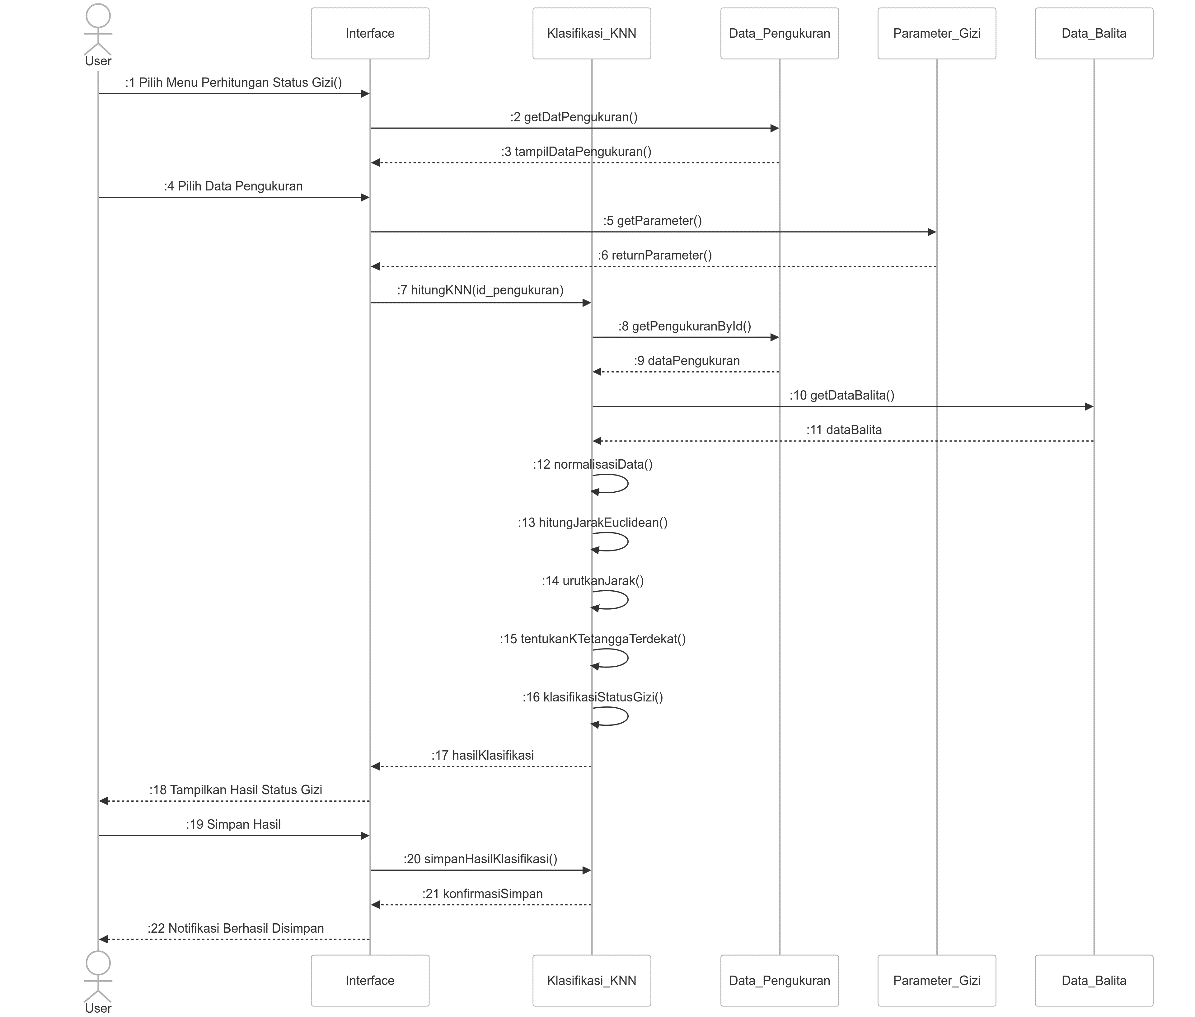 User
Interface
Klasifikasi_KNN
Data_Pengukuran
Parameter_Gizi
Data_Balita
:1 Pilih Menu Perhitungan Status Gizi()
:2 getDatPengukuran()
:3 tampilDataPengukuran()
:4 Pilih Data Pengukuran
:5 getParameter()
:6 returnParameter()
:7 hitungKNN(id_pengukuran)
:8 getPengukuranById()
:9 dataPengukuran
:10 getDataBalita()
:11 dataBalita
:12 normalisasiData()
:13 hitungJarakEuclidean()
:14 urutkanJarak()
:15 tentukanKTetanggaTerdekat()
:16 klasifikasiStatusGizi()
:17 hasilKlasifikasi
:18 Tampilkan Hasil Status Gizi
:19 Simpan Hasil
:20 simpanHasilKlasifikasi()
:21 konfirmasiSimpan
:22 Notifikasi Berhasil Disimpan
User
Interface
Klasifikasi_KNN
Data_Pengukuran
Parameter_Gizi
Data_Balita